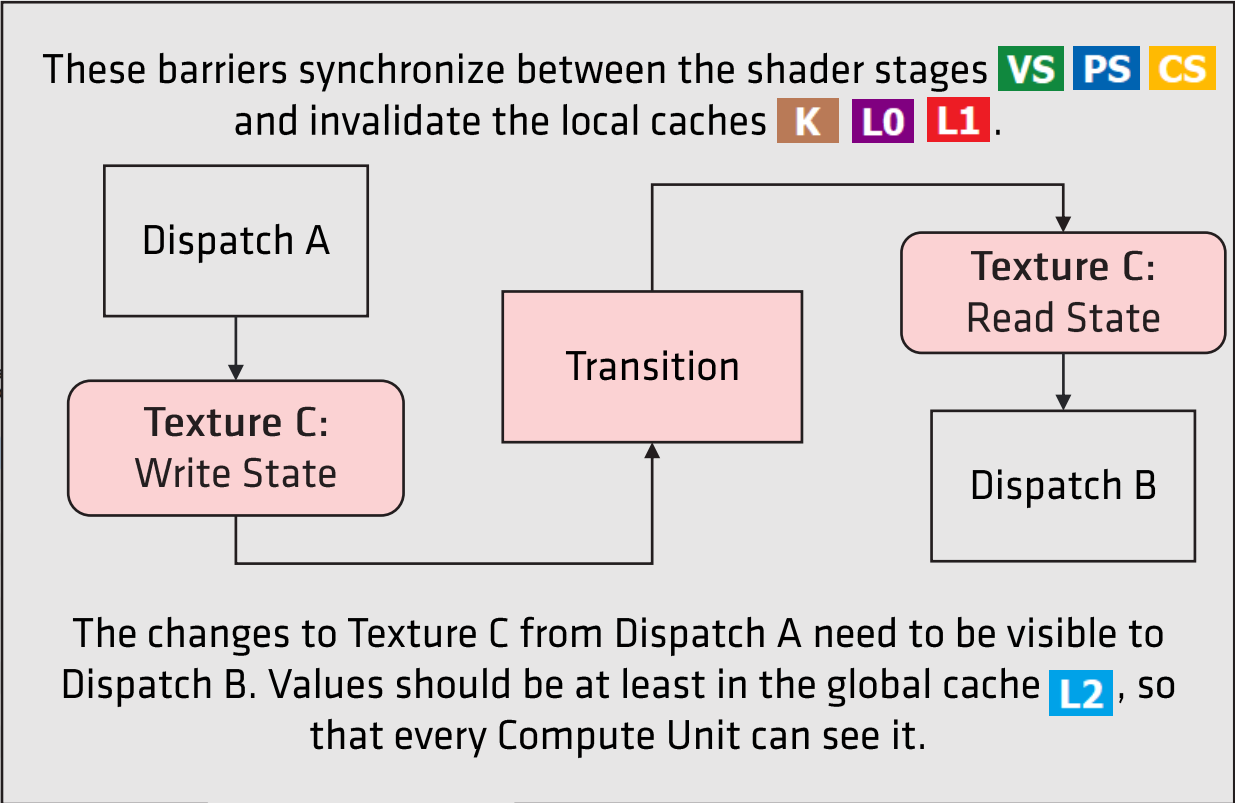 These barriers synchronize between the shader stages VS PS CS
and invalidate the local caches K L0 L1.
Dispatch A
Texture C:
Write State
Transition
Texture C:
Read State
Dispatch B
The changes to Texture C from Dispatch A need to be visible to
Dispatch B. Values should be at least in the global cache L2, so
that every Compute Unit can see it.